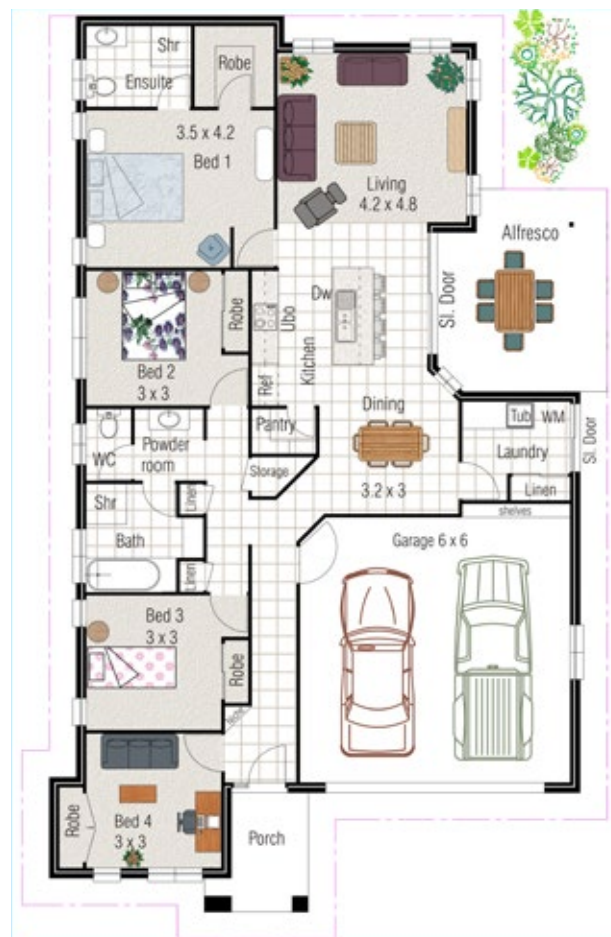 Shr
Robe
Ensuite
3.5 x 4.2
Bed 1
Living
4.2 x 4.8
Alfresco
Dw
Sl. Door
Robe
Ubo
Kitchen
Ref
Bed 2
3 x 3
Dining
Pantry
Tub
WM
Sl. Door
Powder
room
WC
Laundry
Storage
Linen
3.2 x 3
Linen
Shr
shelves
Bath
Garage 6 x 6
Linen
Bed 3
3 x 3
Robe
Robe
Bed 4
3 x 3
Porch